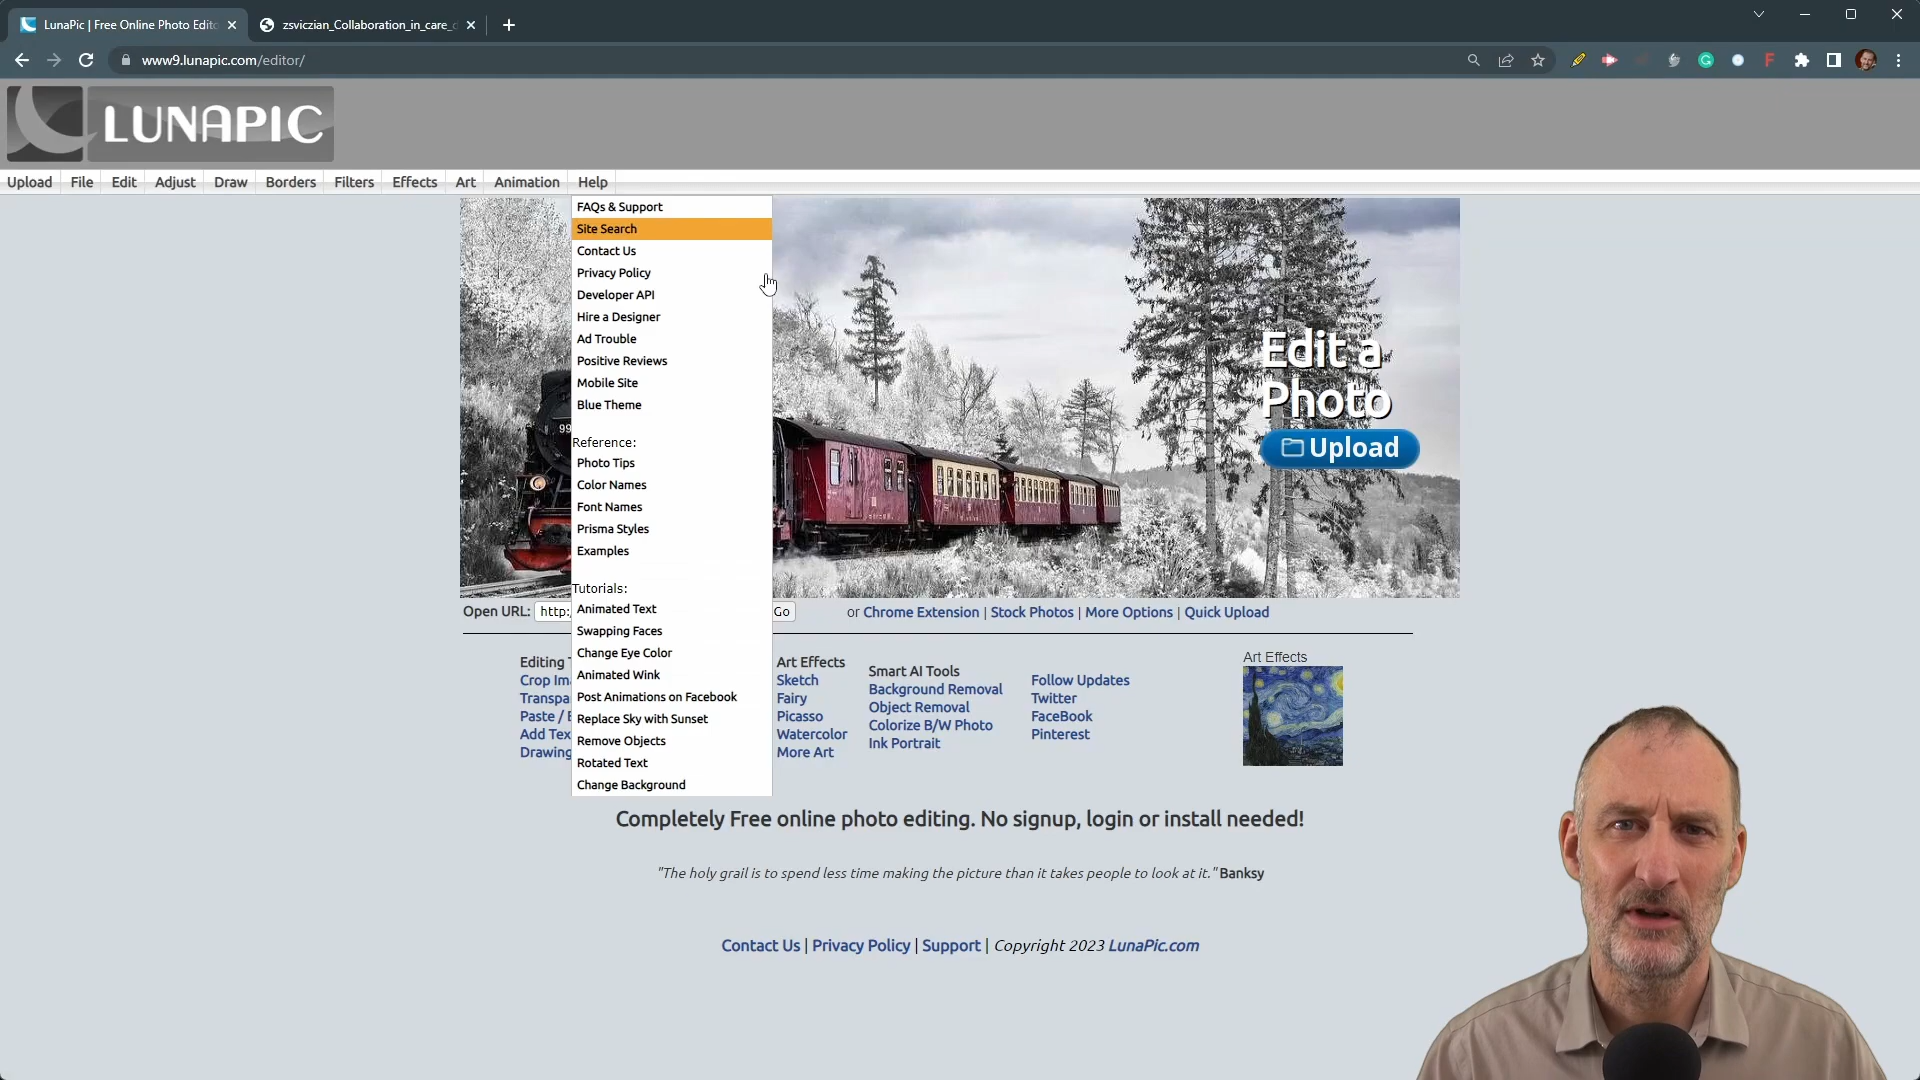 LunaPic | Free Online Photo Edito
zsviczian_Collaboration_in_care_c
www9.lunapic.com/editor/
LUNAPIC
Upload File Edit Adjust Draw Borders Filters Effects Art Animation Help
FAQs & Support
Site Search
Contact Us
Privacy Policy
Developer API
Hire a Designer
Ad Trouble
Positive Reviews
Mobile Site
Blue Theme
Reference:
Photo Tips
Color Names
Font Names
Prisma Styles
Examples
Tutorials:
Animated Text
Swapping Faces
Change Eye Color
Animated Wink
Post Animations on Facebook
Replace Sky with Sunset
Remove Objects
Rotated Text
Change Background
99
Edit a
Photo
Upload
Open URL: http: Go or Chrome Extension | Stock Photos | More Options | Quick Upload
Editing T
Crop Im
Transpa
Paste / B
Add Tex
Drawing
Art Effects
Sketch
Fairy
Picasso
Watercolor
More Art
Smart AI Tools
Background Removal
Object Removal
Colorize B/W Photo
Ink Portrait
Follow Updates
Twitter
FaceBook
Pinterest
Art Effects
Completely Free online photo editing. No signup, login or install needed!
"The holy grail is to spend less time making the picture than it takes people to look at it." Banksy
Contact Us | Privacy Policy | Support | Copyright 2023 LunaPic.com